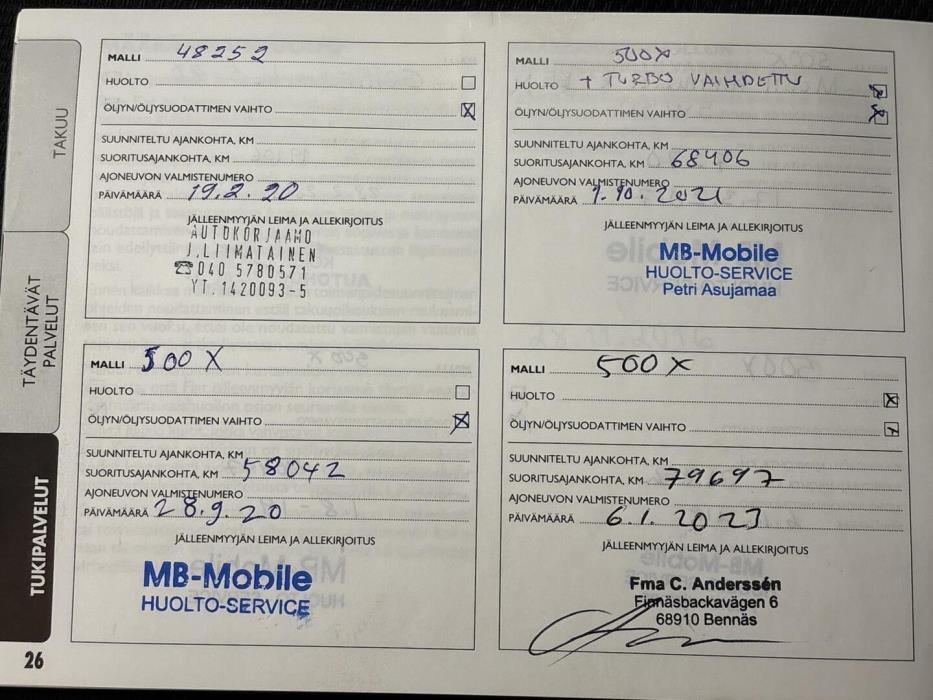 TAKUU
TÄYDENTÄVÄT
PALVELUT
TUKIPALVELUT
26
MALLI 48252
HUOLTO
ÖLJYN/ÖLJYSUODATTIMEN VAIHTO X
SUUNNITELTU AJANKOHTA, KM
SUORITUSAJANKOHTA, KM
AJONEUVON VALMISTENUMERO
PÄIVÄMÄÄRÄ 19.2.20
JÄLLEENMYYJÄN LEIMA JA ALLEKIRJOITUS
AUTOKORJAAMO
J.LIIMATAINEN
☎040 5780571
YT.1420093-5
MALLI 500X
HUOLTO + TURBO VAIHDETTU X
ÖLJYN/ÖLJYSUODATTIMEN VAIHTO X
SUUNNITELTU AJANKOHTA, KM
SUORITUSAJANKOHTA, KM 68406
AJONEUVON VALMISTENUMERO
PÄIVÄMÄÄRÄ 1.10.2021
JÄLLEENMYYJÄN LEIMA JA ALLEKIRJOITUS
MB-Mobile
HUOLTO-SERVICE
Petri Asujamaa
MALLI 500X
HUOLTO
ÖLJYN/ÖLJYSUODATTIMEN VAIHTO X
SUUNNITELTU AJANKOHTA, KM
SUORITUSAJANKOHTA, KM 58042
AJONEUVON VALMISTENUMERO
PÄIVÄMÄÄRÄ 28.9.20
JÄLLEENMYYJÄN LEIMA JA ALLEKIRJOITUS
MB-Mobile
HUOLTO-SERVICE
MALLI 500X
HUOLTO X
ÖLJYN/ÖLJYSUODATTIMEN VAIHTO X
SUUNNITELTU AJANKOHTA, KM
SUORITUSAJANKOHTA, KM 79697
AJONEUVON VALMISTENUMERO
PÄIVÄMÄÄRÄ 6.1.2023
JÄLLEENMYYJÄN LEIMA JA ALLEKIRJOITUS
Fma C. Anderssén
Finnäsbackavägen 6
68910 Bennäs